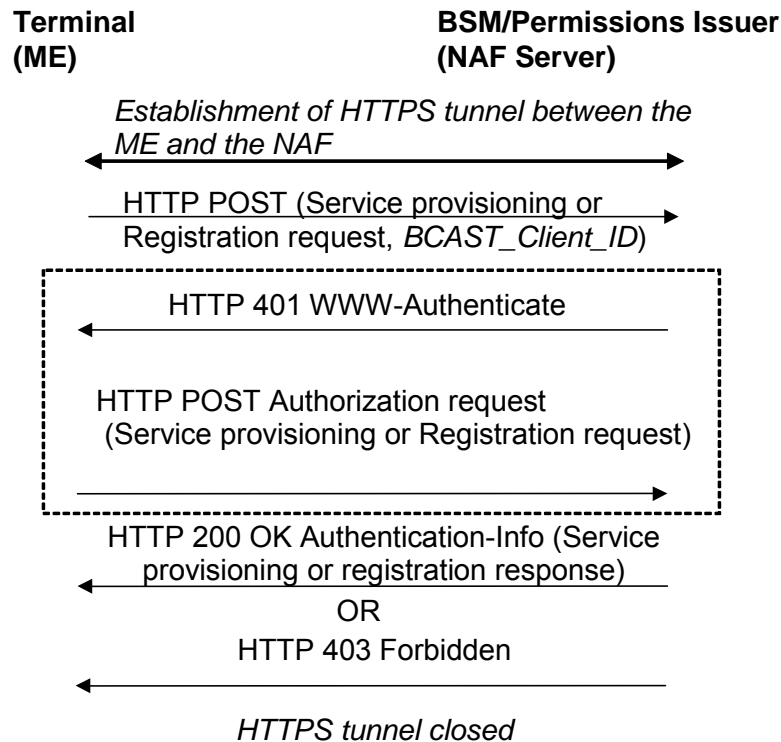 Terminal
(ME)
BSM/Permissions Issuer
(NAF Server)
Establishment of HTTPS tunnel between the
ME and the NAF
HTTP POST (Service provisioning or
Registration request, BCAST_Client_ID)
HTTP 401 WWW-Authenticate
HTTP POST Authorization request
(Service provisioning or Registration request)
HTTP 200 OK Authentication-Info (Service
provisioning or registration response)
OR
HTTP 403 Forbidden
HTTPS tunnel closed